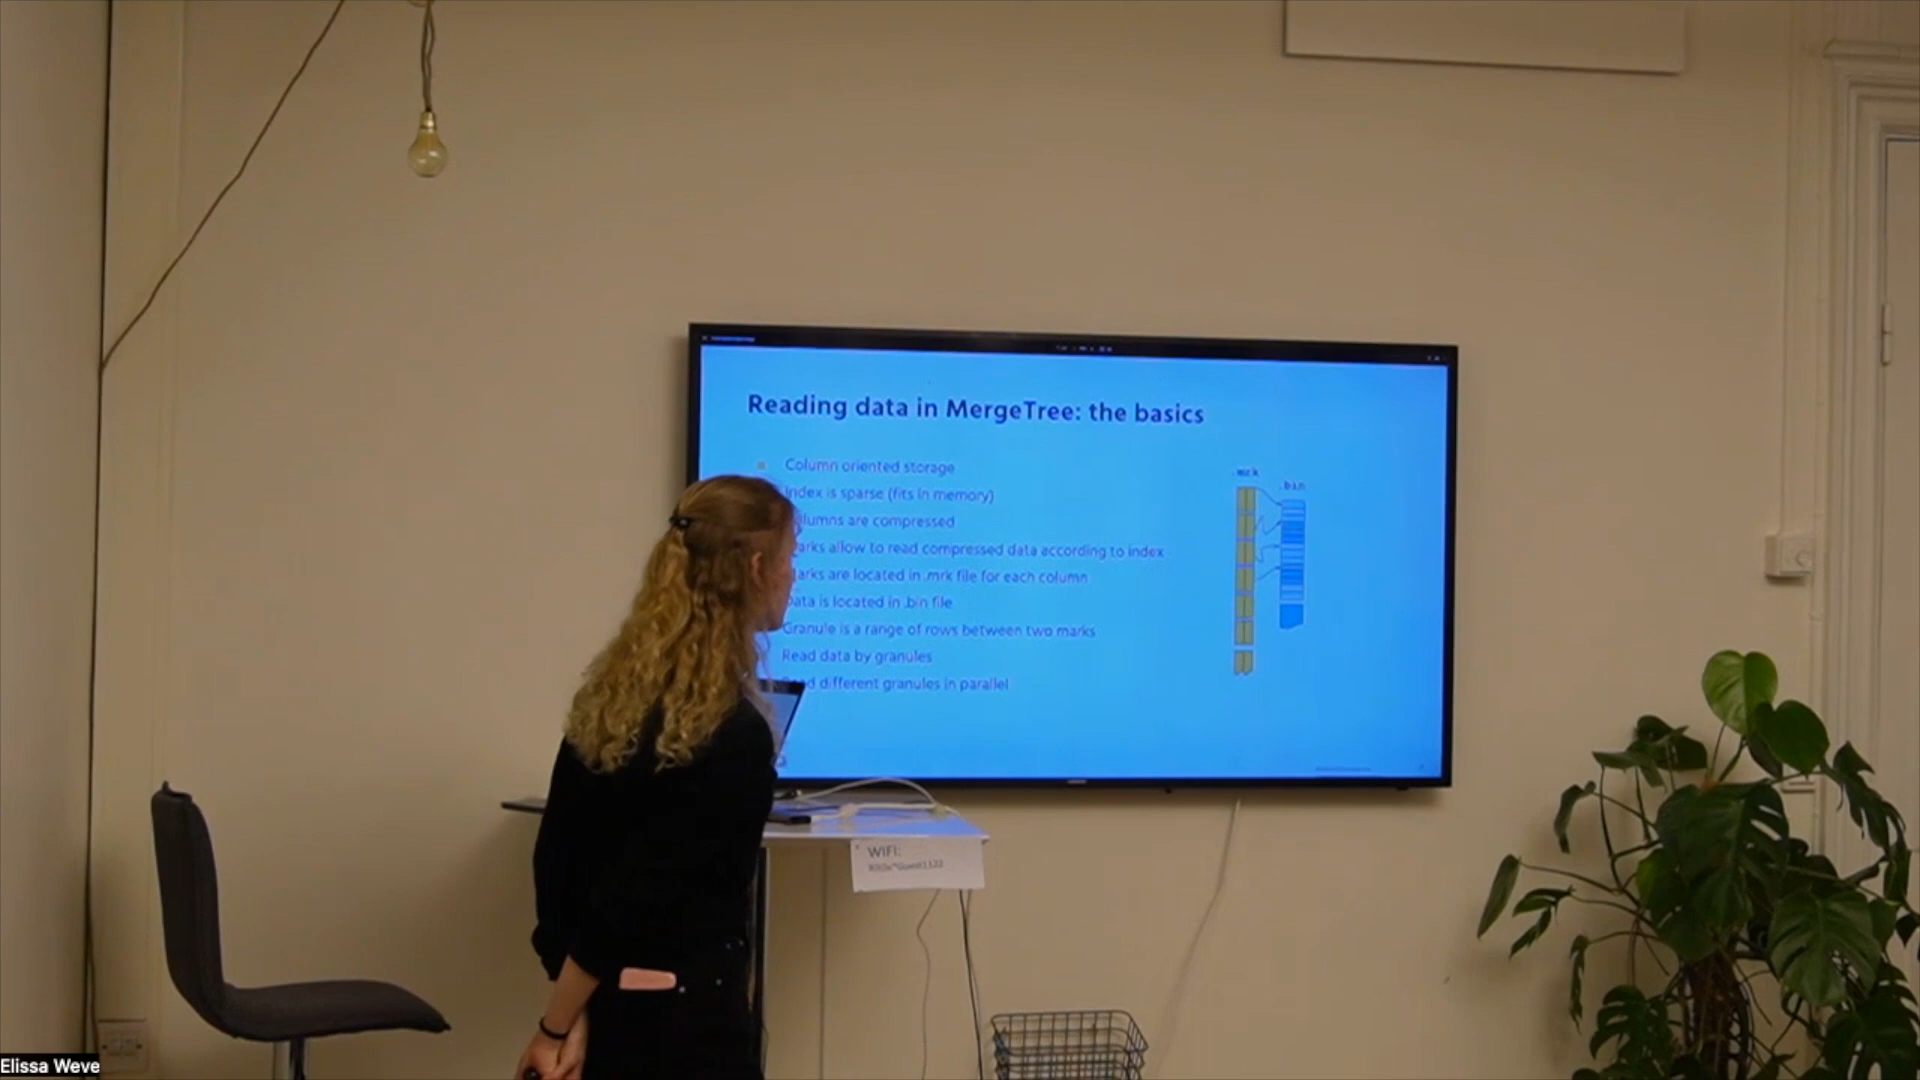 Reading data in MergeTree: the basics
Column oriented storage
Index is sparse (fits in memory)
lumns are compressed
arks allow to read compressed data according to index
arks are located in .mrk file for each column
Data is located in .bin file
Granule is a range of rows between two marks
Read data by granules
d different granules in parallel
.mrk
.bin
WIFI:
Elissa Weve